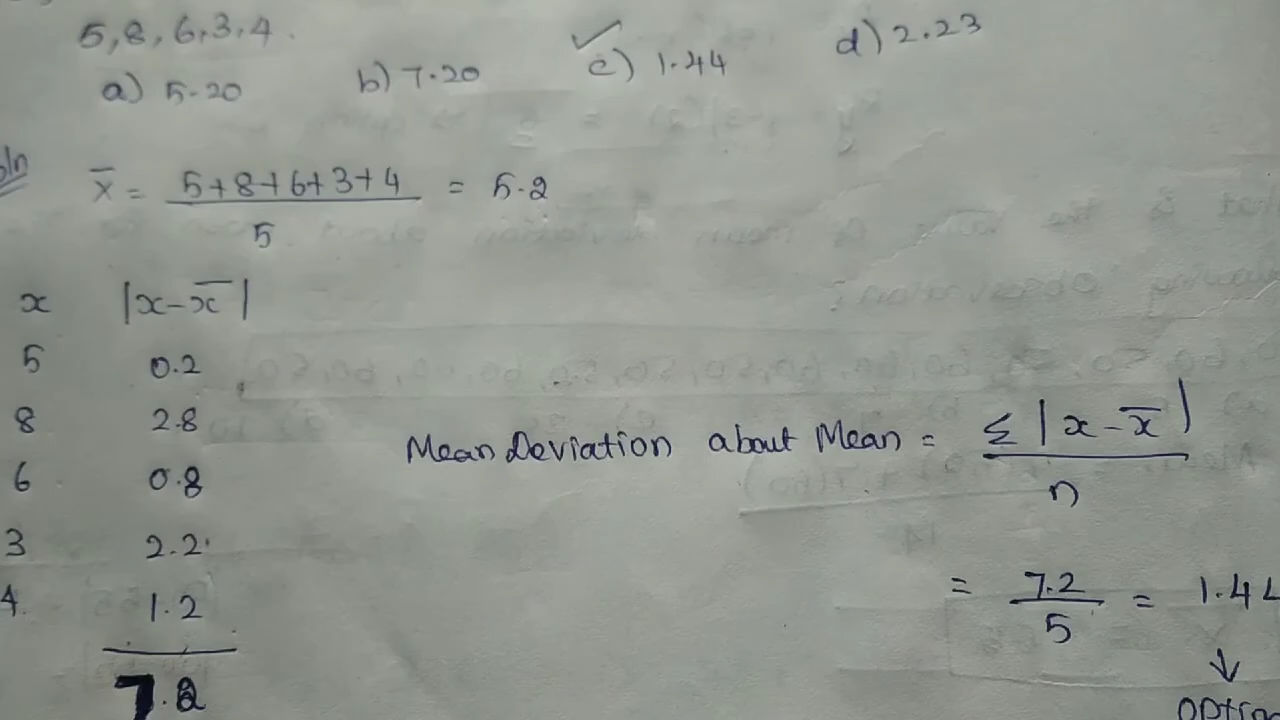 5, 8, 6, 3, 4.
a) 5.20 b) 7.20 ✓c) 1.44 d) 2.23
x̄ = 5+8+6+3+4 / 5 = 5.2
x |x-x̄|
5 0.2
8 2.8
6 0.8
3 2.2
4 1.2
7.2
Mean Deviation about Mean = Σ|x-x̄| / n
= 7.2 / 5 = 1.44
↓